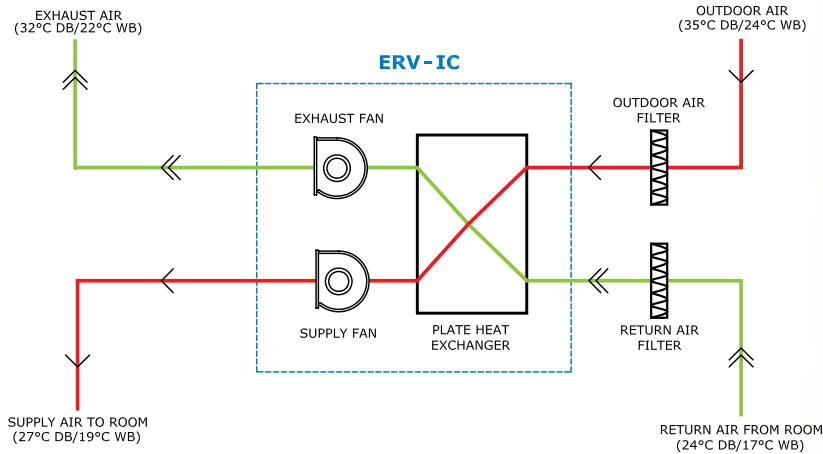 EXHAUST AIR
(32°C DB/22°C WB)
OUTDOOR AIR
(35°C DB/24°C WB)
ERV-IC
EXHAUST FAN
OUTDOOR AIR
FILTER
SUPPLY FAN
PLATE HEAT
EXCHANGER
RETURN AIR
FILTER
SUPPLY AIR TO ROOM
(27°C DB/19°C WB)
RETURN AIR FROM ROOM
(24°C DB/17°C WB)